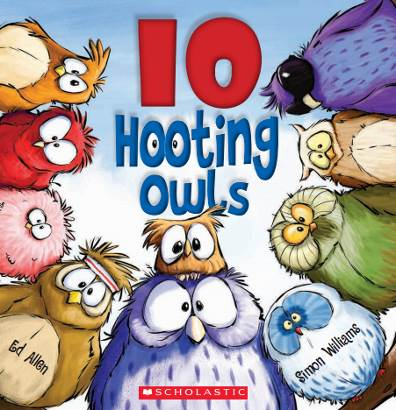 10
Hooting
Owls
Ed Allen
Simon Williams
SCHOLASTIC